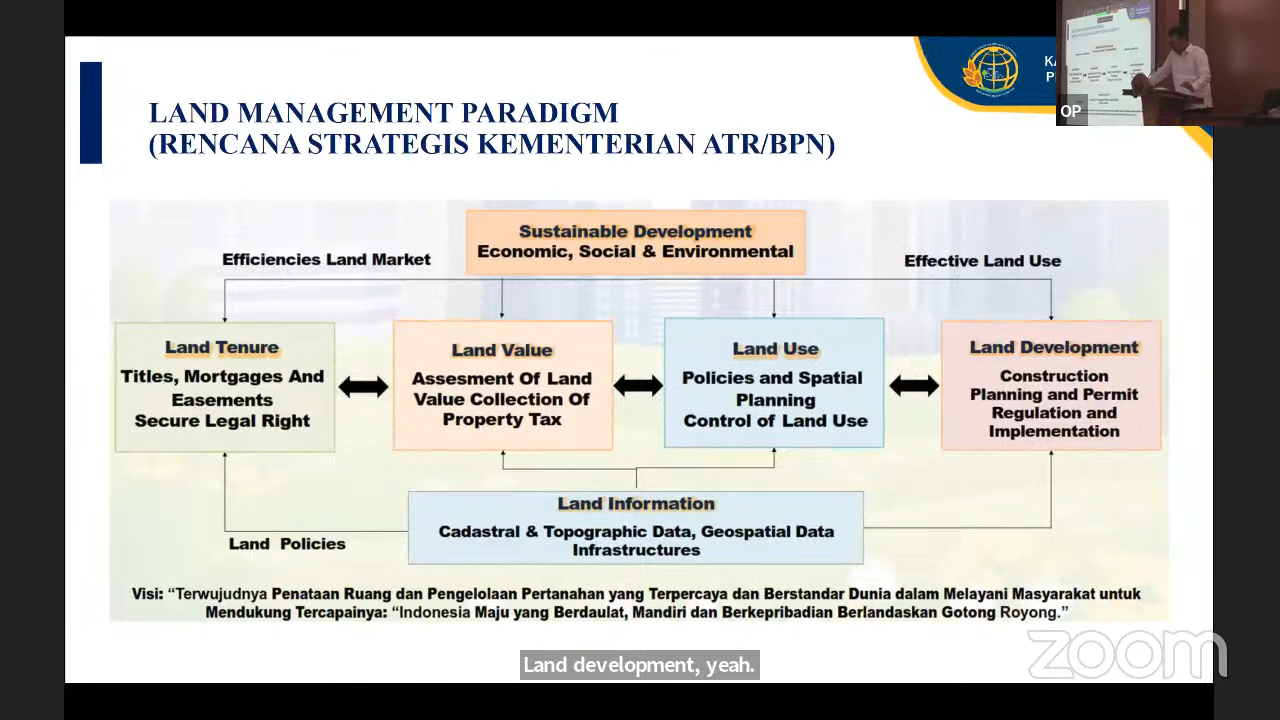 LAND MANAGEMENT PARADIGM
(RENCANA STRATEGIS KEMENTERIAN ATR/BPN)
KA
P
OP
Sustainable Development
Economic, Social & Environmental
Efficiencies Land Market
Effective Land Use
Land Tenure
Titles, Mortgages And
Easements
Secure Legal Right
Land Value
Assesment Of Land
Value Collection Of
Property Tax
Land Use
Policies and Spatial
Planning
Control of Land Use
Land Development
Construction
Planning and Permit
Regulation and
Implementation
Land Information
Cadastral & Topographic Data, Geospatial Data
Infrastructures
Land Policies
Visi: “Terwujudnya Penataan Ruang dan Pengelolaan Pertanahan yang Terpercaya dan Berstandar Dunia dalam Melayani Masyarakat untuk
Mendukung Tercapainya: “Indonesia Maju yang Berdaulat, Mandiri dan Berkepribadian Berlandaskan Gotong Royong.”
Land development, yeah.
zoom